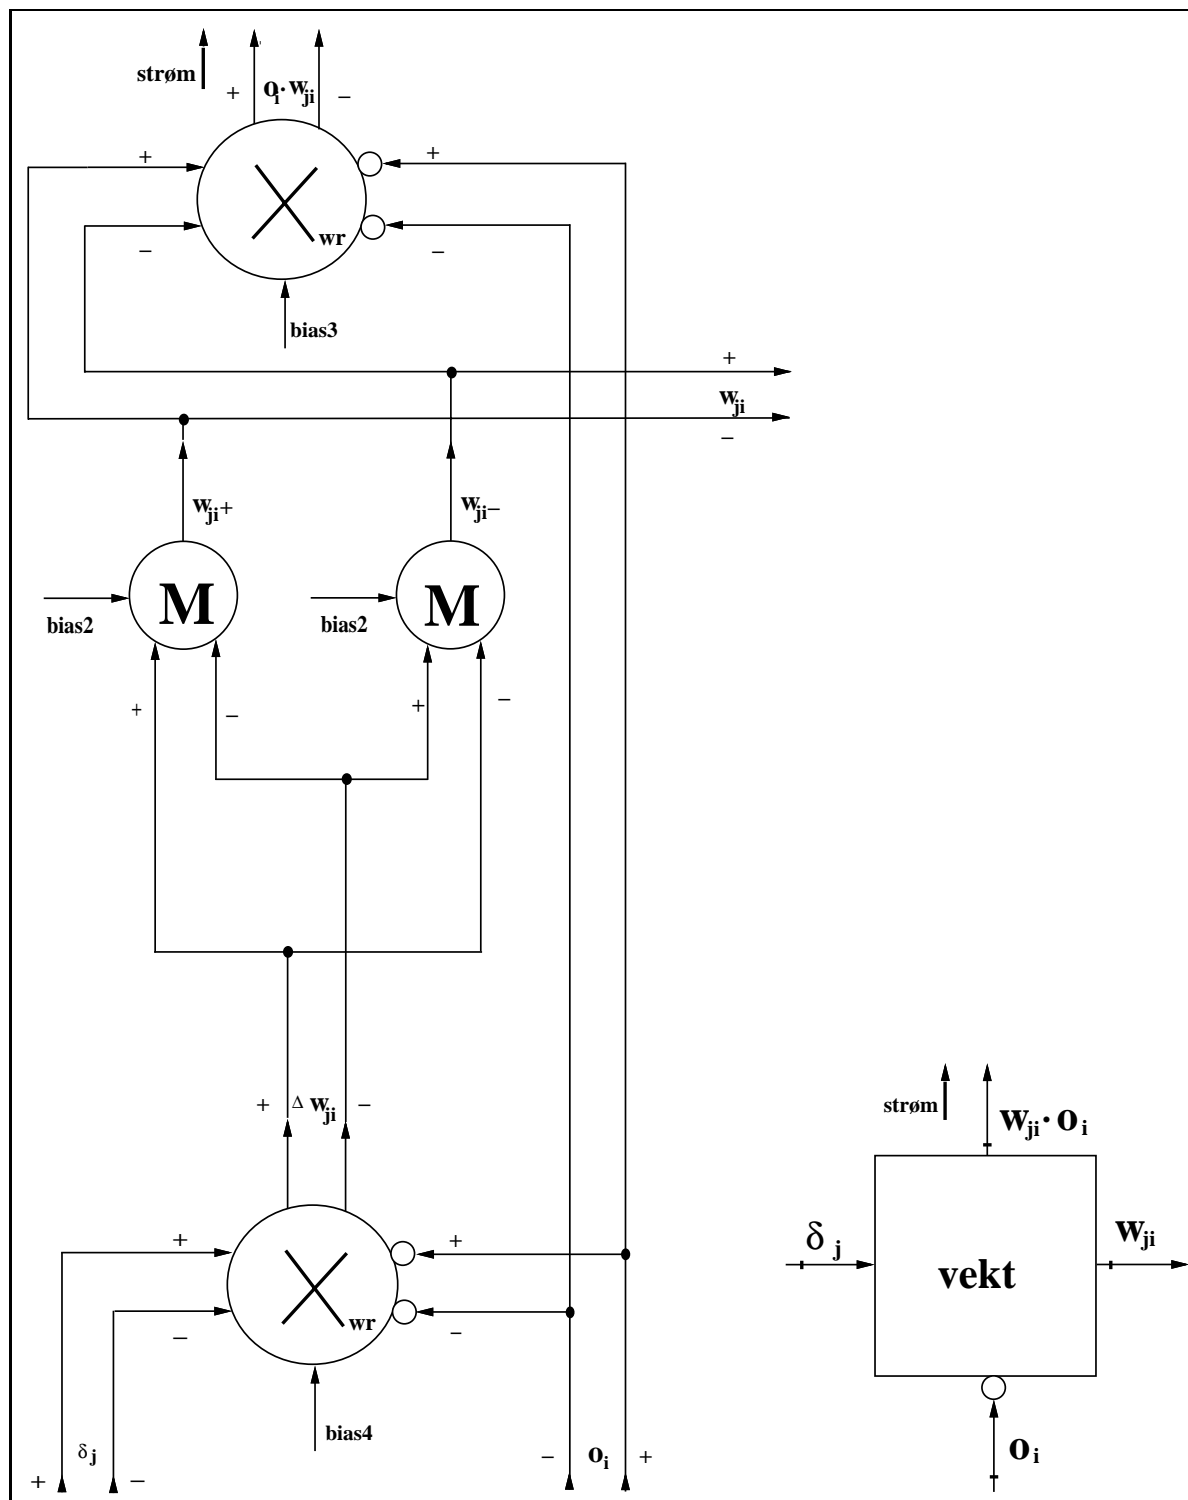 strøm
+ o_i·w_ji −
+ +
− −
wr
bias3
+
w_ji
−
w_ji+ w_ji−
M M
bias2 bias2
+ − + −
+ Δ w_ji −
strøm
w_ji·o_i
+ +
δ_j
w_ji
vekt
wr
− −
bias4
+ δ_j −
− o_i +
o_i